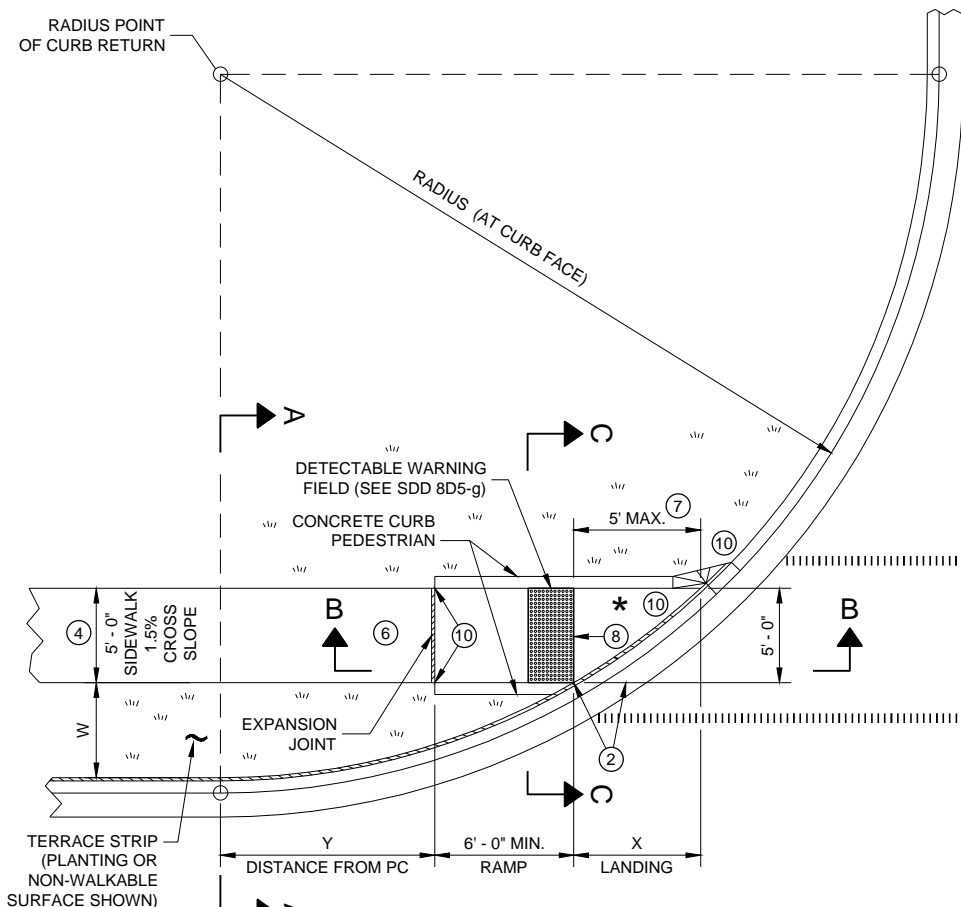 RADIUS POINT
OF CURB RETURN
RADIUS (AT CURB FACE)
A
C
DETECTABLE WARNING
FIELD (SEE SDD 8D5-g)
7
5' MAX.
CONCRETE CURB
PEDESTRIAN
10
B
*
10
B
4
5' - 0"
SIDEWALK
1.5%
CROSS
SLOPE
6
10
8
5' - 0"
W
EXPANSION
JOINT
2
C
TERRACE STRIP
(PLANTING OR
NON-WALKABLE
SURFACE SHOWN)
Y
DISTANCE FROM PC
6' - 0" MIN.
RAMP
X
LANDING